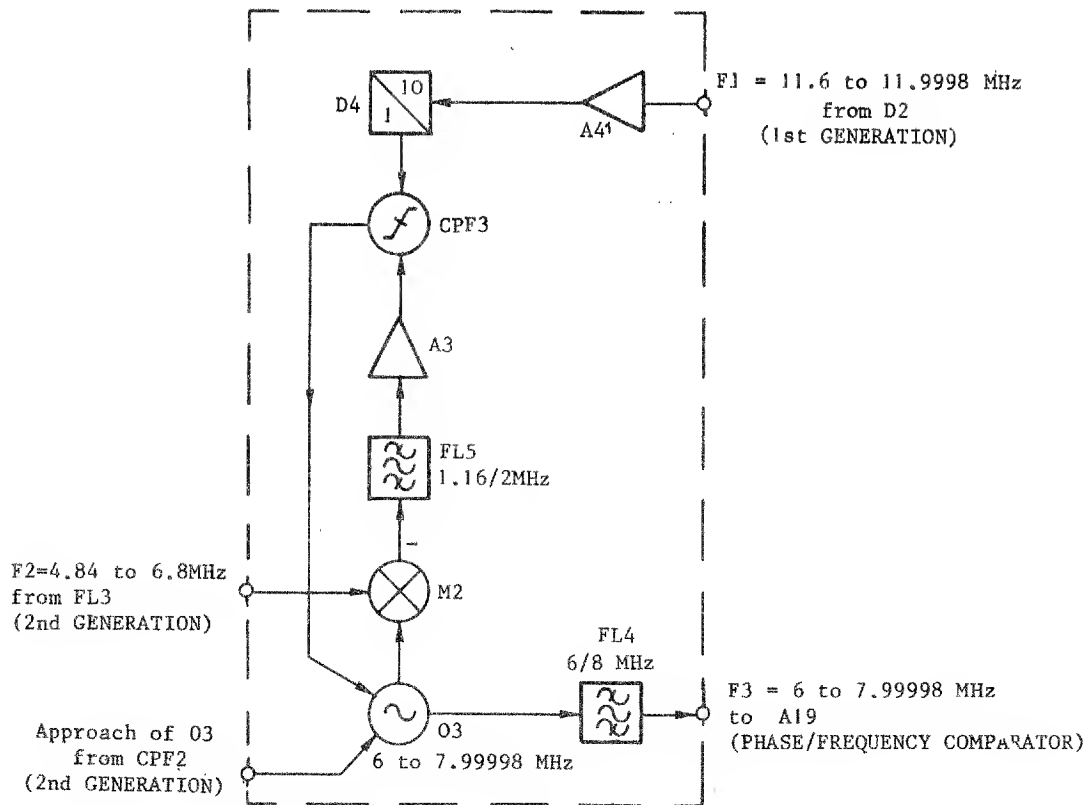 10
1
D4
A4
F1 = 11.6 to 11.9998 MHz
from D2
(1st GENERATION)
CPF3
A3
FL5
1.16/2MHz
F2=4.84 to 6.8MHz
from FL3
(2nd GENERATION)
M2
FL4
6/8 MHz
F3 = 6 to 7.99998 MHz
to A19
(PHASE/FREQUENCY COMPARATOR)
O3
6 to 7.99998 MHz
Approach of O3
from CPF2
(2nd GENERATION)